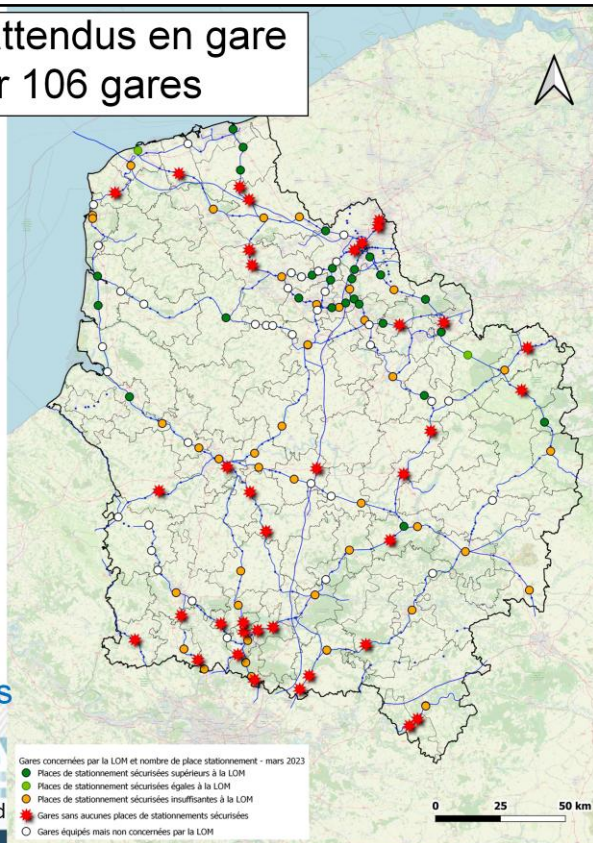 ttendus en gare
r 106 gares
s
d
Gares concernées par la LOM et nombre de place stationnement - mars 2023
Places de stationnement sécurisées supérieurs à la LOM
Places de stationnement sécurisées égales à la LOM
Places de stationnement sécurisées insuffisantes à la LOM
Gares sans aucunes places de stationnements sécurisées
Gares équipés mais non concernées par la LOM
0 25 50 km